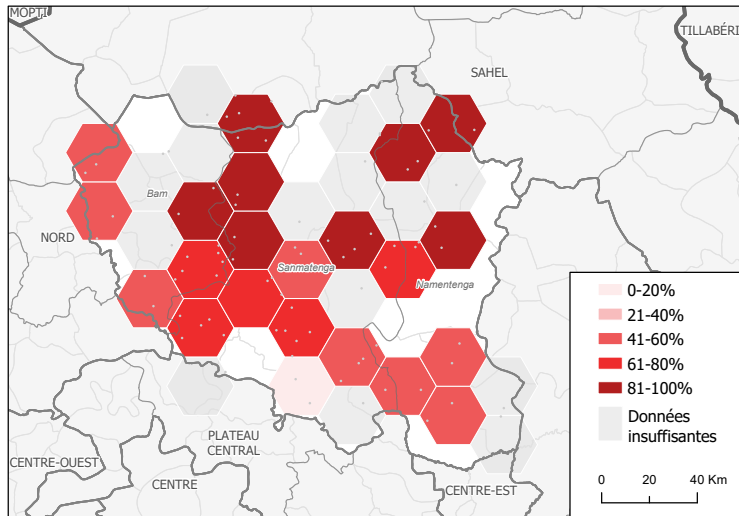 MOPTI
TILLABÉRI
SAHEL
Bam
NORD
Sanmatenga
Namentenga
0-20%
21-40%
41-60%
61-80%
81-100%
Données
insuffisantes
PLATEAU
CENTRAL
CENTRE-OUEST
CENTRE
CENTRE-EST
0 20 40 Km